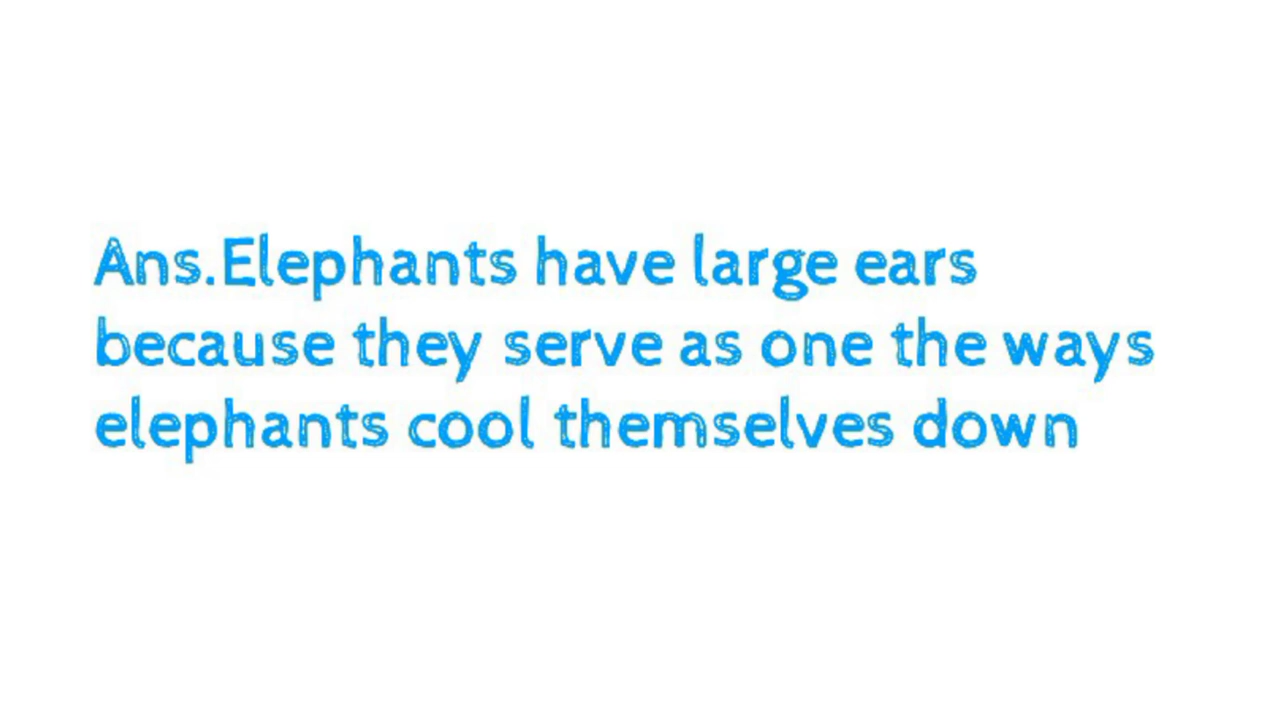 Ans.Elephants have large ears
because they serve as one the ways
elephants cool themselves down